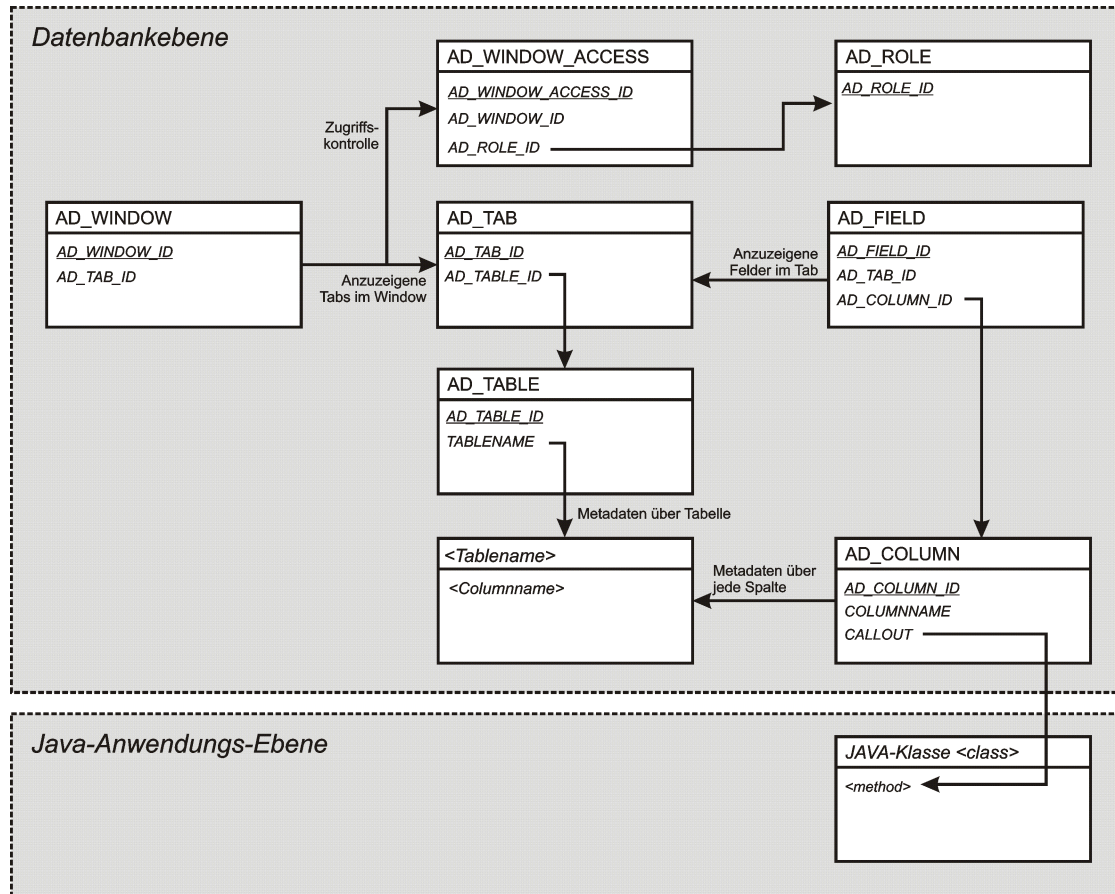 Datenbankebene
AD_WINDOW_ACCESS
AD_WINDOW_ACCESS_ID
AD_WINDOW_ID
AD_ROLE_ID
AD_ROLE
AD_ROLE_ID
Zugriffs-
kontrolle
AD_WINDOW
AD_WINDOW_ID
AD_TAB_ID
Anzuzeigene
Tabs im Window
AD_TAB
AD_TAB_ID
AD_TABLE_ID
Anzuzeigene
Felder im Tab
AD_FIELD
AD_FIELD_ID
AD_TAB_ID
AD_COLUMN_ID
AD_TABLE
AD_TABLE_ID
TABLENAME
Metadaten über Tabelle
<Tablename>
<Columnname>
Metadaten über
jede Spalte
AD_COLUMN
AD_COLUMN_ID
COLUMNNAME
CALLOUT
Java-Anwendungs-Ebene
JAVA-Klasse <class>
<method>